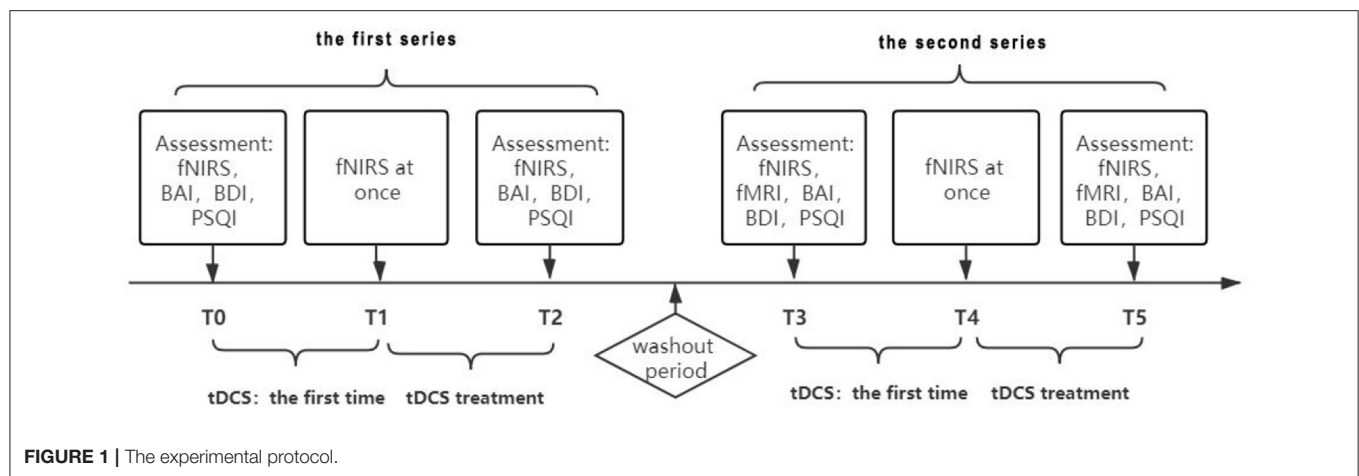 the first series
the second series
Assessment:
fNIRS,
BAI, BDI,
PSQI
fNIRS at
once
Assessment:
fNIRS,
BAI, BDI,
PSQI
Assessment:
fNIRS,
fMRI, BAI,
BDI, PSQI
fNIRS at
once
Assessment:
fNIRS,
fMRI, BAI,
BDI, PSQI
T0
T1
T2
T3
T4
T5
washout
period
tDCS: the first time
tDCS treatment
tDCS: the first time
tDCS treatment
FIGURE 1 | The experimental protocol.